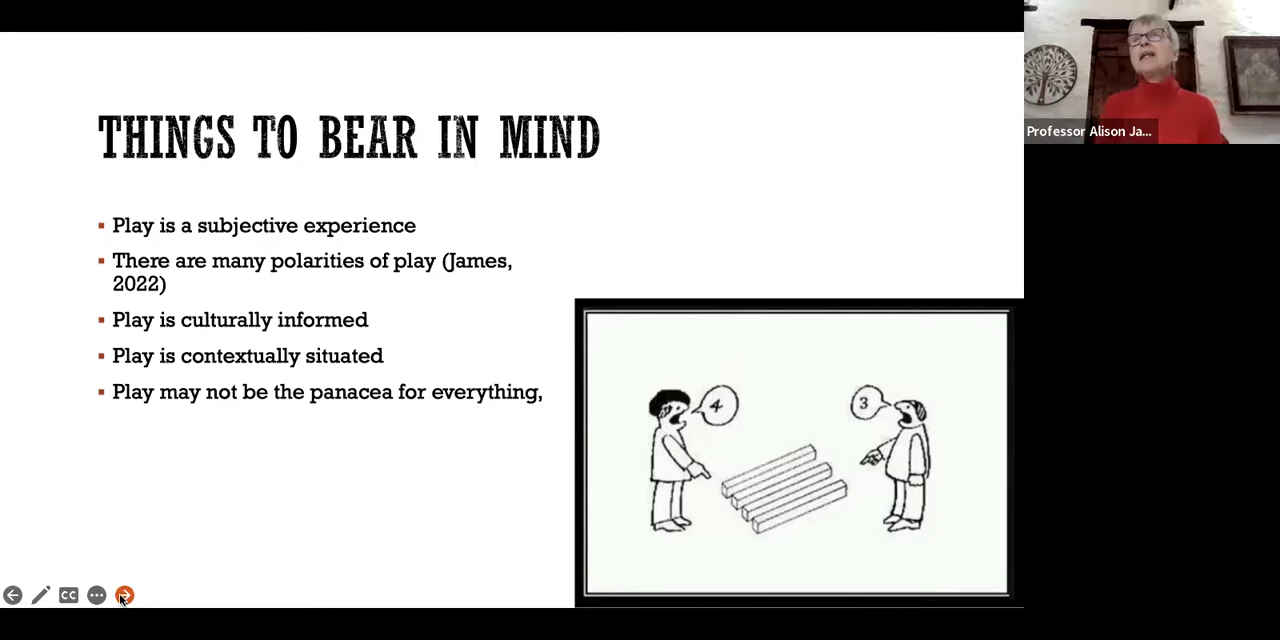 THINGS TO BEAR IN MIND
▪ Play is a subjective experience
▪ There are many polarities of play (James,
2022)
▪ Play is culturally informed
▪ Play is contextually situated
▪ Play may not be the panacea for everything,
4
3
Professor Alison Ja...
CC